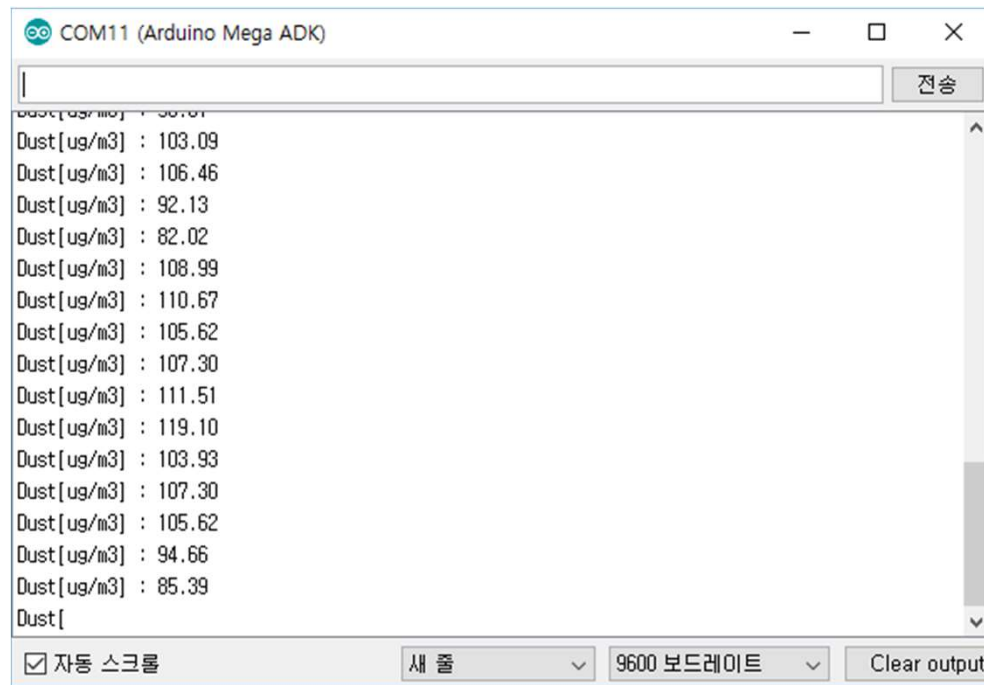 COM11 (Arduino Mega ADK)
전송
Dust[ug/m3] : 103.09
Dust[ug/m3] : 106.46
Dust[ug/m3] : 92.13
Dust[ug/m3] : 82.02
Dust[ug/m3] : 108.99
Dust[ug/m3] : 110.67
Dust[ug/m3] : 105.62
Dust[ug/m3] : 107.30
Dust[ug/m3] : 111.51
Dust[ug/m3] : 119.10
Dust[ug/m3] : 103.93
Dust[ug/m3] : 107.30
Dust[ug/m3] : 105.62
Dust[ug/m3] : 94.66
Dust[ug/m3] : 85.39
Dust[
자동 스크롤 새 줄 9600 보드레이트 Clear output